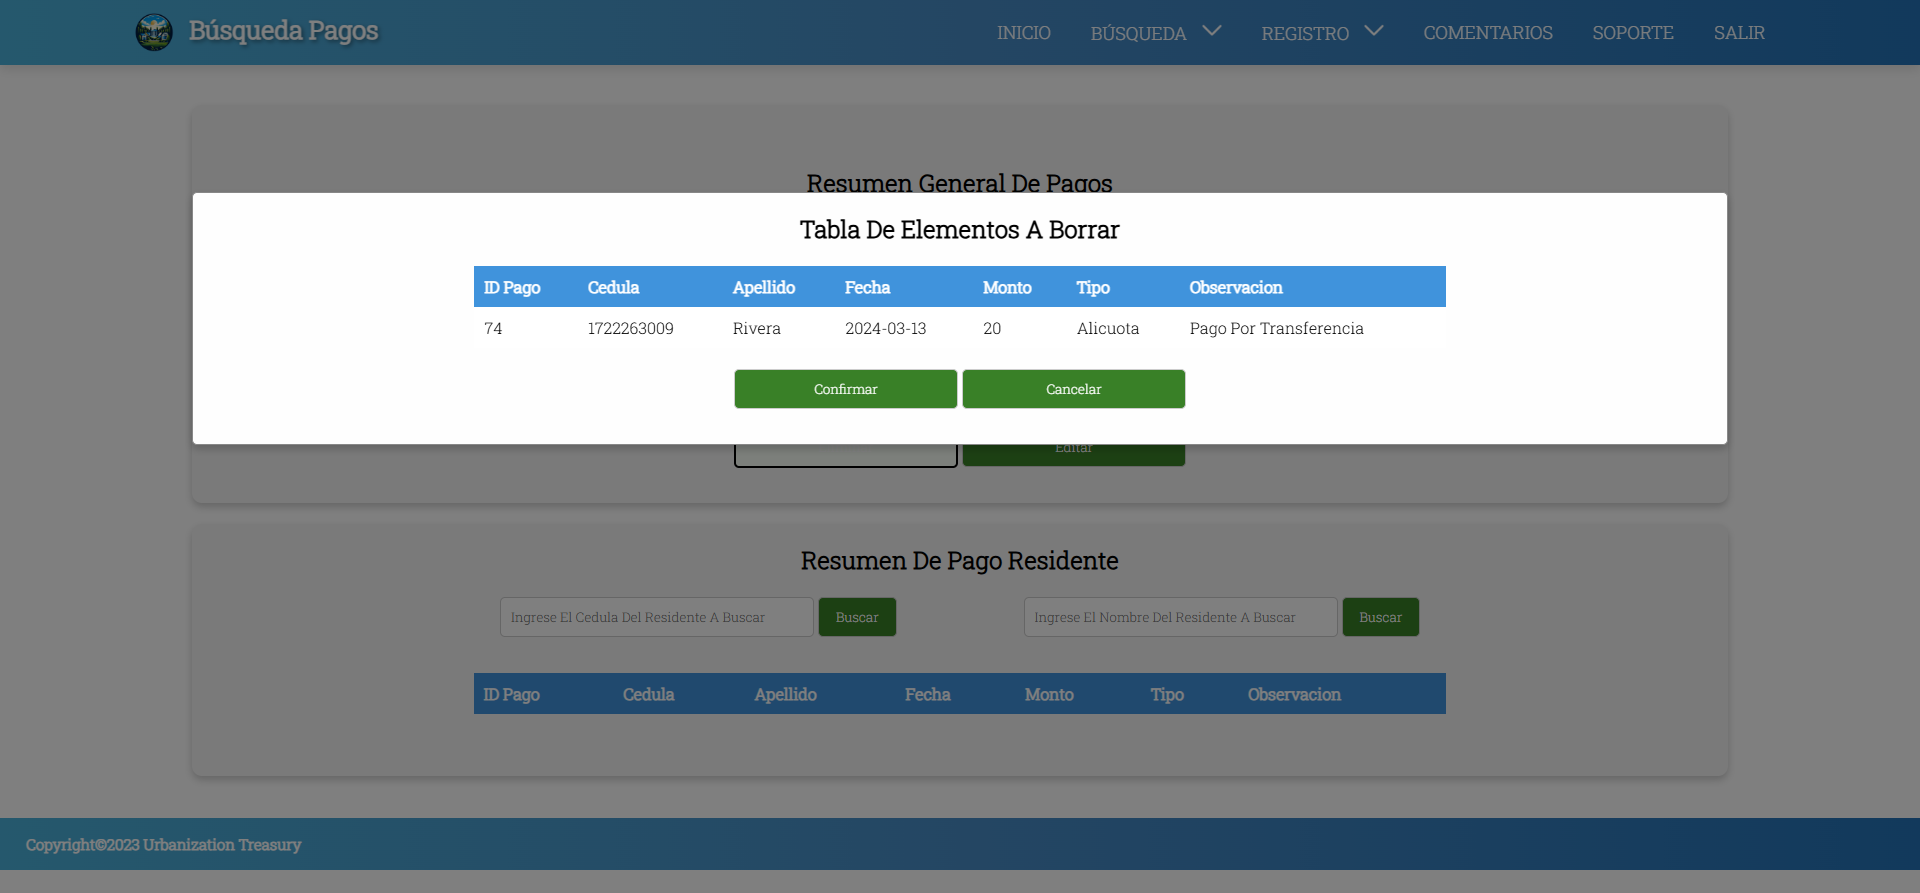 Búsqueda Pagos
INICIO BÚSQUEDA REGISTRO COMENTARIOS SOPORTE SALIR
Resumen General De Pagos
Tabla De Elementos A Borrar
ID Pago Cedula Apellido Fecha Monto Tipo Observacion
74 1722263009 Rivera 2024-03-13 20 Alicuota Pago Por Transferencia
Confirmar Cancelar
Editar
Resumen De Pago Residente
Ingrese El Cedula Del Residente A Buscar Buscar Ingrese El Nombre Del Residente A Buscar Buscar
ID Pago Cedula Apellido Fecha Monto Tipo Observacion
Copyright©2023 Urbanization Treasury